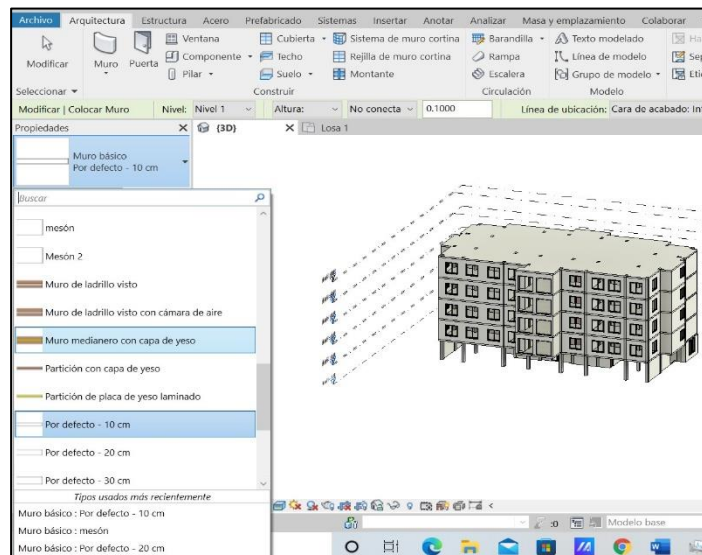 Archivo Arquitectura Estructura Acero Prefabricado Sistemas Insertar Anotar Analizar Masa y emplazamiento Colaborar
Modificar
Muro
Puerta
Ventana
Componente
Pilar
Cubierta
Techo
Suelo
Sistema de muro cortina
Rejilla de muro cortina
Montante
Barandilla
Rampa
Escalera
Texto modelado
Línea de modelo
Grupo de modelo
Ha
Sep
Eti
Seleccionar Construir Circulación Modelo
Modificar | Colocar Muro Nivel: Nivel 1 Altura: No conecta 0.1000 Línea de ubicación: Cara de acabado: In
Propiedades X {3D} X Losa 1
Muro básico
Por defecto - 10 cm
Buscar
mesón
Mesón 2
Muro de ladrillo visto
Muro de ladrillo visto con cámara de aire
Muro medianero con capa de yeso
Partición con capa de yeso
Partición de placa de yeso laminado
Por defecto - 10 cm
Por defecto - 20 cm
Por defecto - 30 cm
Tipos usados más recientemente
Muro básico : Por defecto - 10 cm
Muro básico : mesón
Muro básico : Por defecto - 20 cm
:0 Modelo base